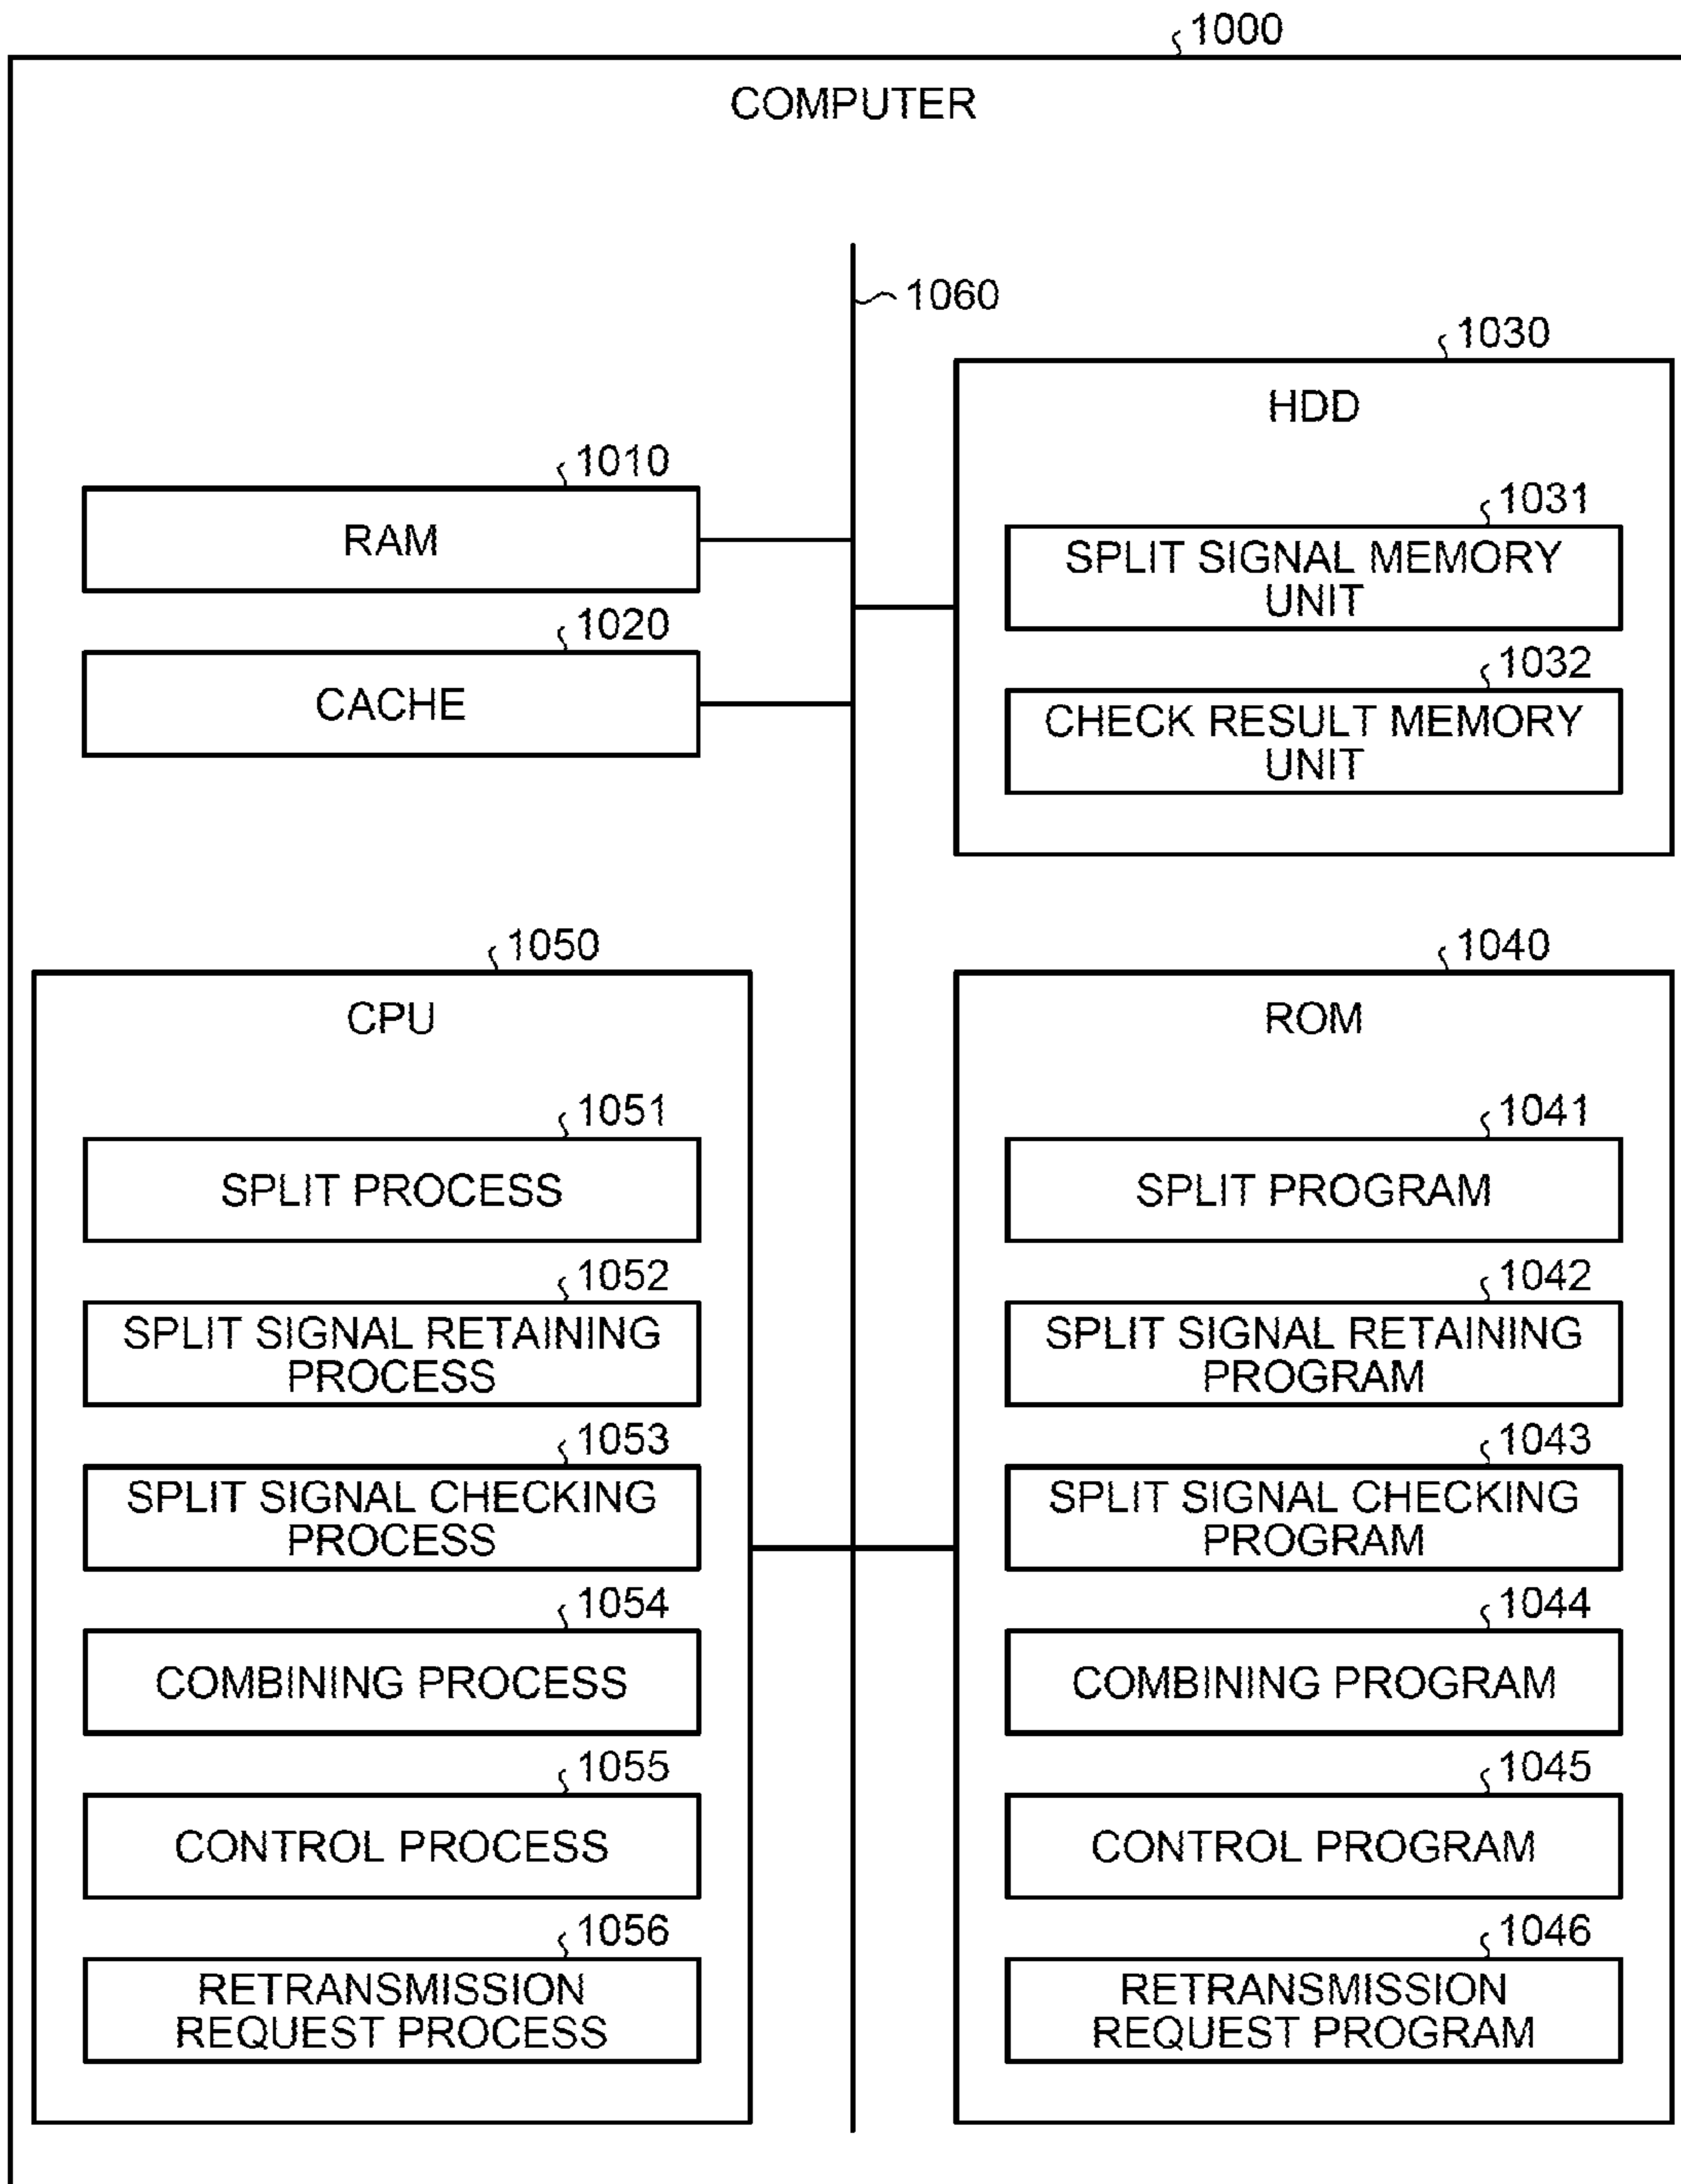 1000
COMPUTER
1060
1030
HDD
1010
RAM
1031
SPLIT SIGNAL MEMORY
UNIT
1020
CACHE
1032
CHECK RESULT MEMORY
UNIT
1050
CPU
1051
SPLIT PROCESS
1052
SPLIT SIGNAL RETAINING
PROCESS
1053
SPLIT SIGNAL CHECKING
PROCESS
1054
COMBINING PROCESS
1055
CONTROL PROCESS
1056
RETRANSMISSION
REQUEST PROCESS
1040
ROM
1041
SPLIT PROGRAM
1042
SPLIT SIGNAL RETAINING
PROGRAM
1043
SPLIT SIGNAL CHECKING
PROGRAM
1044
COMBINING PROGRAM
1045
CONTROL PROGRAM
1046
RETRANSMISSION
REQUEST PROGRAM